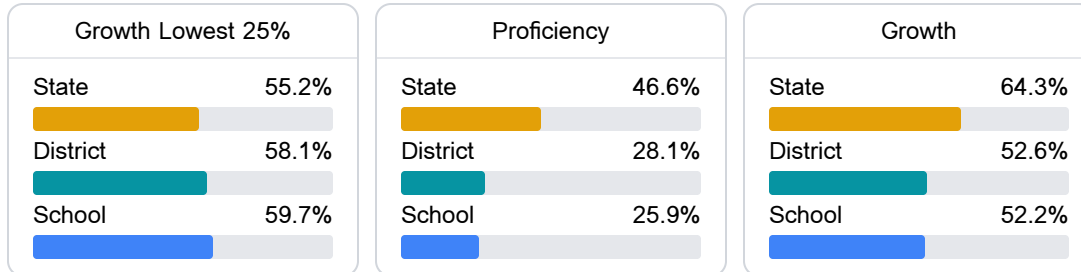 Growth Lowest 25%
State 55.2%
District 58.1%
School 59.7%
Proficiency
State 46.6%
District 28.1%
School 25.9%
Growth
State 64.3%
District 52.6%
School 52.2%